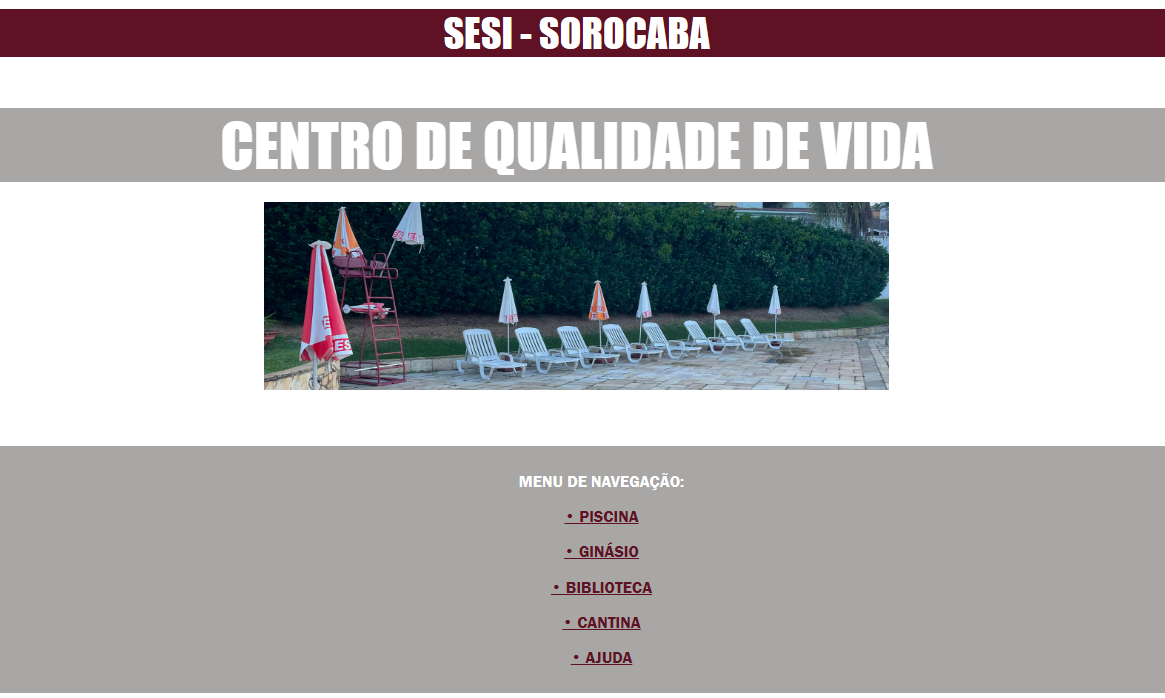 SESI - SOROCABA
CENTRO DE QUALIDADE DE VIDA
MENU DE NAVEGAÇÃO:
• PISCINA
• GINÁSIO
• BIBLIOTECA
• CANTINA
• AJUDA